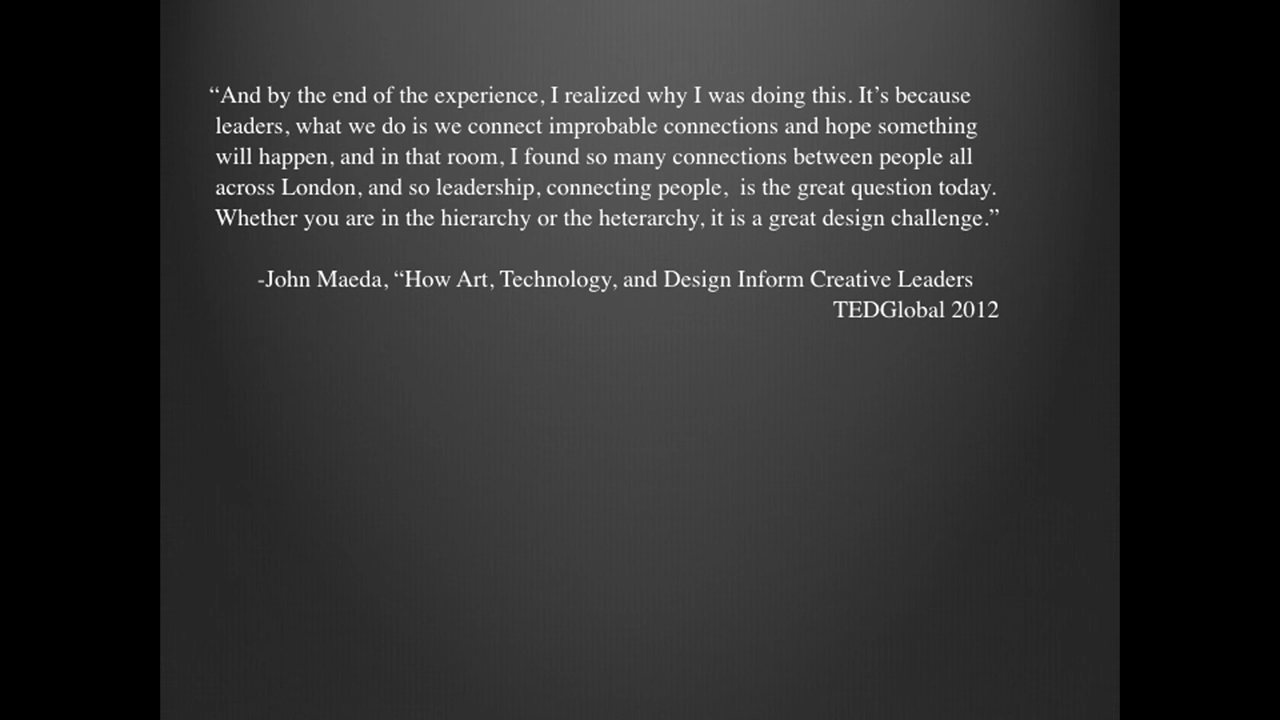 “And by the end of the experience, I realized why I was doing this. It’s because
leaders, what we do is we connect improbable connections and hope something
will happen, and in that room, I found so many connections between people all
across London, and so leadership, connecting people,  is the great question today.
Whether you are in the hierarchy or the heterarchy, it is a great design challenge.”
-John Maeda, “How Art, Technology, and Design Inform Creative Leaders
TEDGlobal 2012